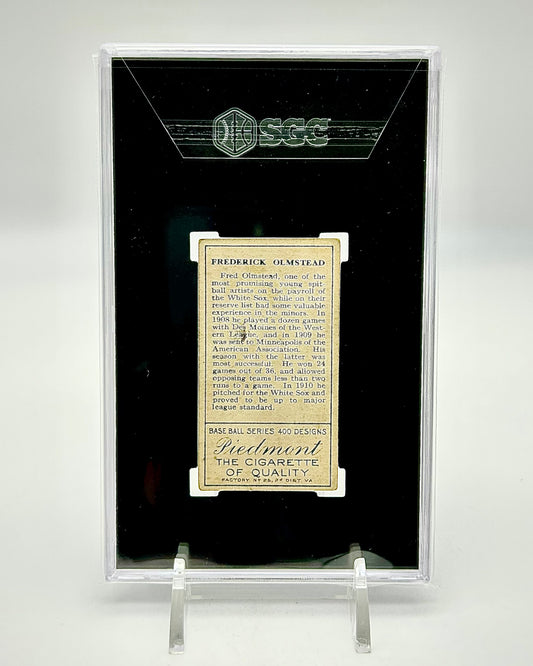 SGC
FREDERICK OLMSTEAD
Fred Olmstead, one of the
most promising young spit
ball artists on the payroll of
the White Sox, while on their
reserve list had some valuable
experience in the minors. In
1908 he played a dozen games
with Des Moines of the West-
ern League, and in 1909 he
was sent to Minneapolis of the
American Association. His
season with the latter was
most successful. He won 24
games out of 36, and allowed
opposing teams less than two
runs to a game. In 1910 he
pitched for the White Sox and
proved to be up to major
league standard.
BASE BALL SERIES 400 DESIGNS
Piedmont
THE CIGARETTE
OF QUALITY
FACTORY No 25, 2d DIST. VA